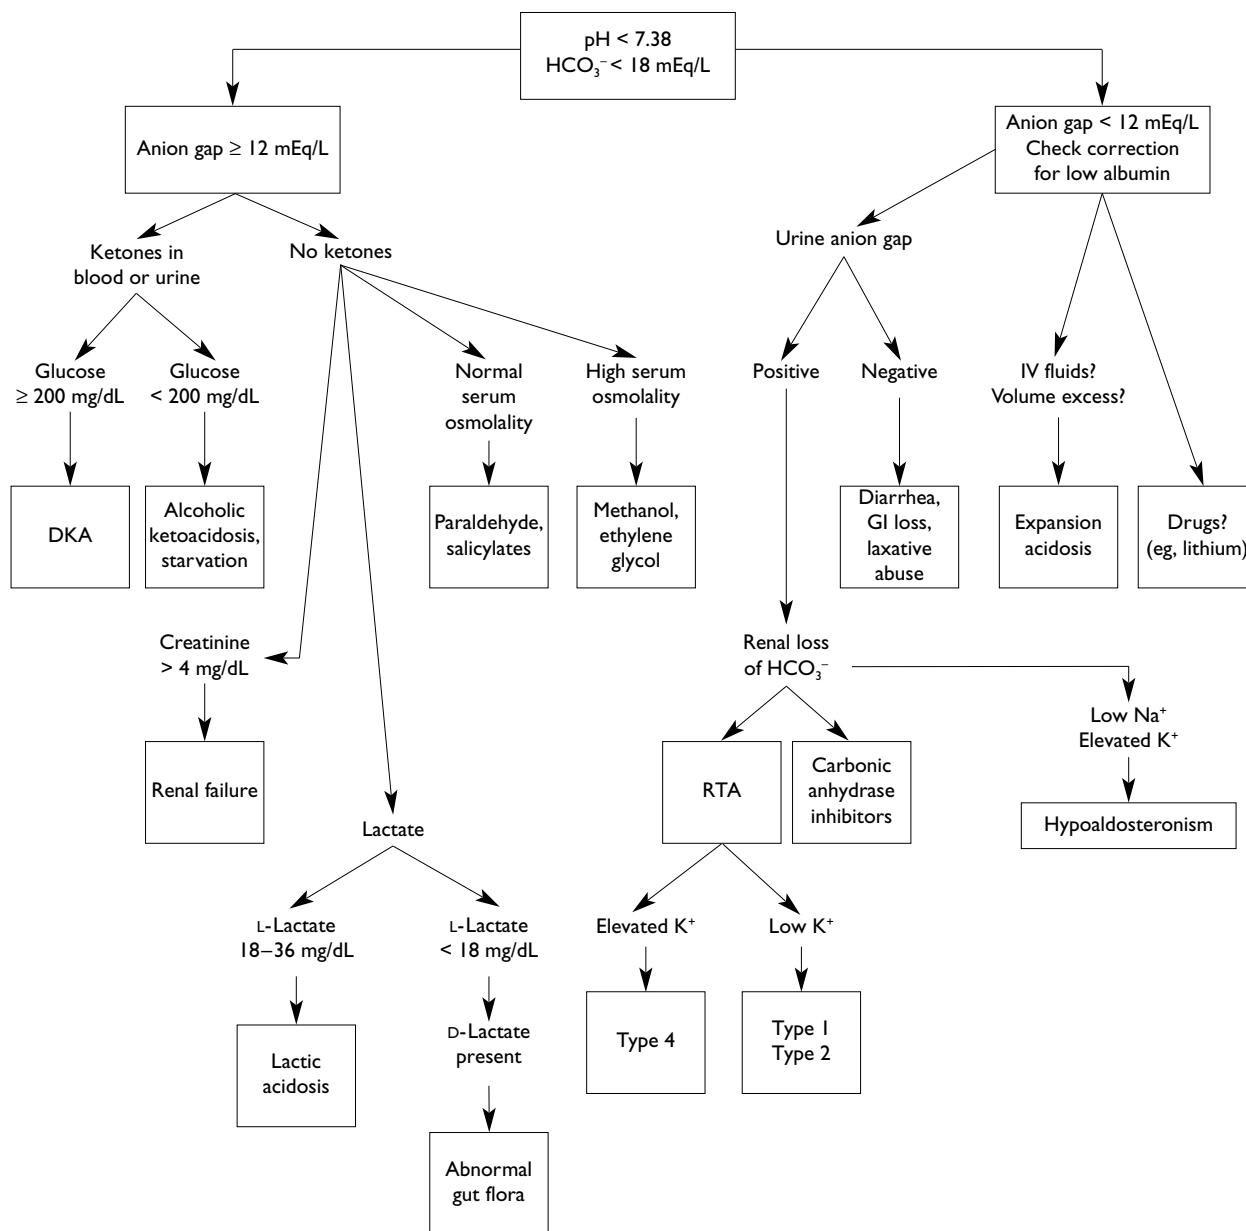 pH < 7.38
HCO₃⁻ < 18 mEq/L
Anion gap ≥ 12 mEq/L
Anion gap < 12 mEq/L
Check correction
for low albumin
Ketones in
blood or urine
No ketones
Urine anion gap
Glucose
≥ 200 mg/dL
Glucose
< 200 mg/dL
Normal
serum
osmolality
High serum
osmolality
Positive
Negative
IV fluids?
Volume excess?
DKA
Alcoholic
ketoacidosis,
starvation
Paraldehyde,
salicylates
Methanol,
ethylene
glycol
Diarrhea,
GI loss,
laxative
abuse
Expansion
acidosis
Drugs?
(eg, lithium)
Creatinine
> 4 mg/dL
Renal loss
of HCO₃⁻
Low Na⁺
Elevated K⁺
Renal failure
RTA
Carbonic
anhydrase
inhibitors
Hypoaldosteronism
Lactate
L-Lactate
18–36 mg/dL
L-Lactate
< 18 mg/dL
Elevated K⁺
Low K⁺
Lactic
acidosis
D-Lactate
present
Type 4
Type 1
Type 2
Abnormal
gut flora